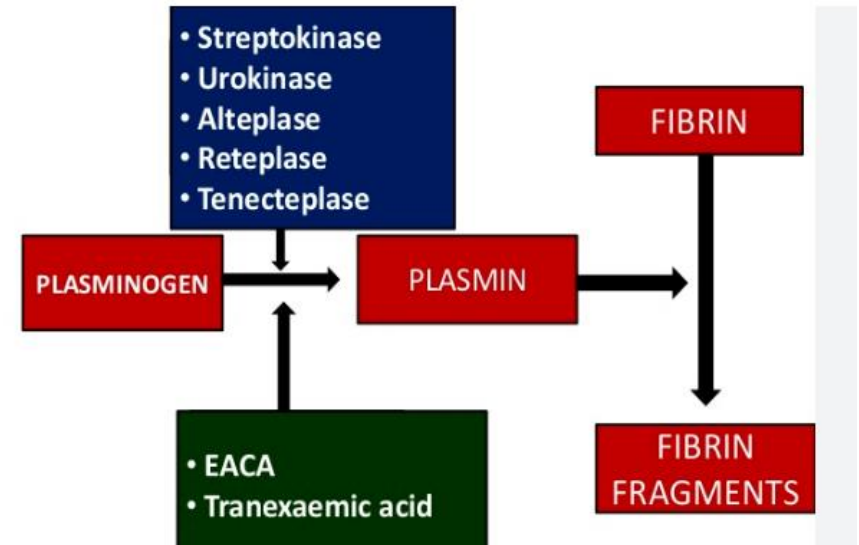 • Streptokinase
• Urokinase
• Alteplase
• Reteplase
• Tenecteplase
FIBRIN
PLASMINOGEN
PLASMIN
• EACA
• Tranexaemic acid
FIBRIN
FRAGMENTS